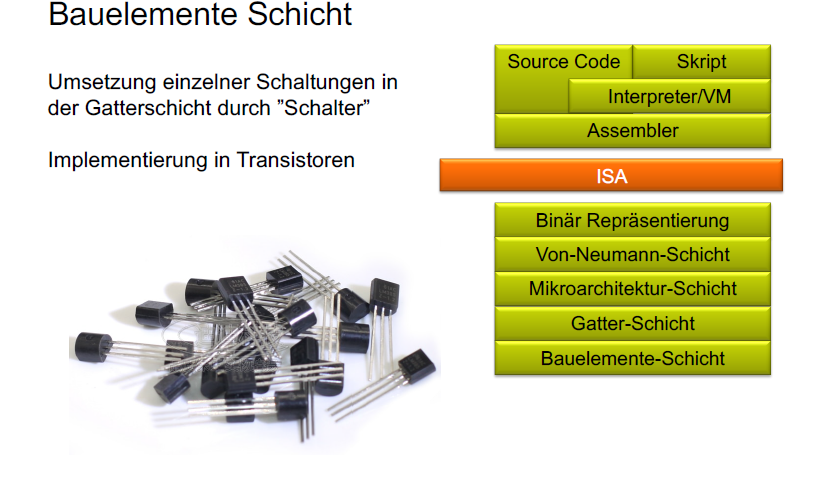 Bauelemente Schicht
Umsetzung einzelner Schaltungen in
der Gatterschicht durch ”Schalter”
Implementierung in Transistoren
Source Code
Skript
Interpreter/VM
Assembler
ISA
Binär Repräsentierung
Von-Neumann-Schicht
Mikroarchitektur-Schicht
Gatter-Schicht
Bauelemente-Schicht